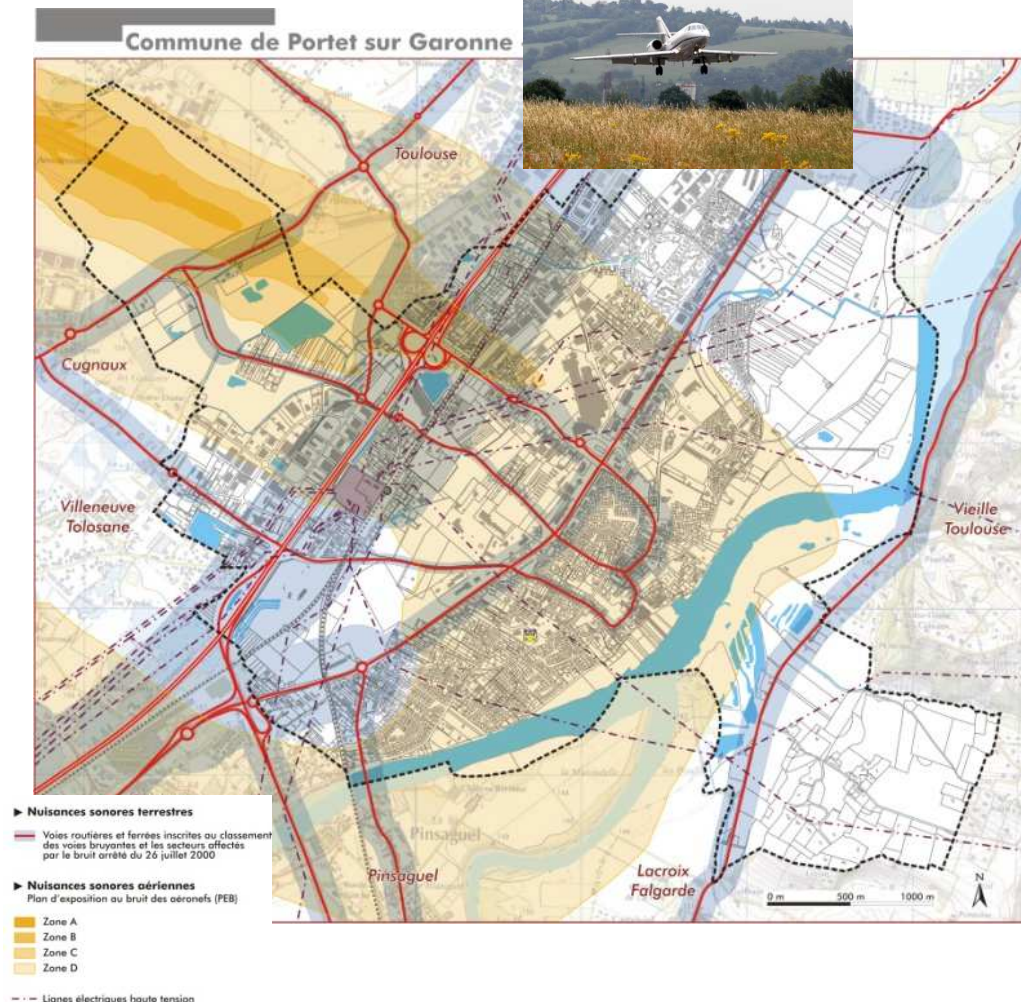 Commune de Portet sur Garonne
Toulouse
Cugnaux
Villeneuve
Tolosane
Vieille
Toulouse
Pinsaguel
Pinsaguel
Lacroix
Falgarde
N
0 m 500 m 1000 m
► Nuisances sonores terrestres
Voies routières et ferrées inscrites au classement
des voies bruyantes et les secteurs affectés
par le bruit arrêté du 26 juillet 2000
► Nuisances sonores aériennes
Plan d'exposition au bruit des aéronefs (PEB)
Zone A
Zone B
Zone C
Zone D
Lignes électriques haute tension